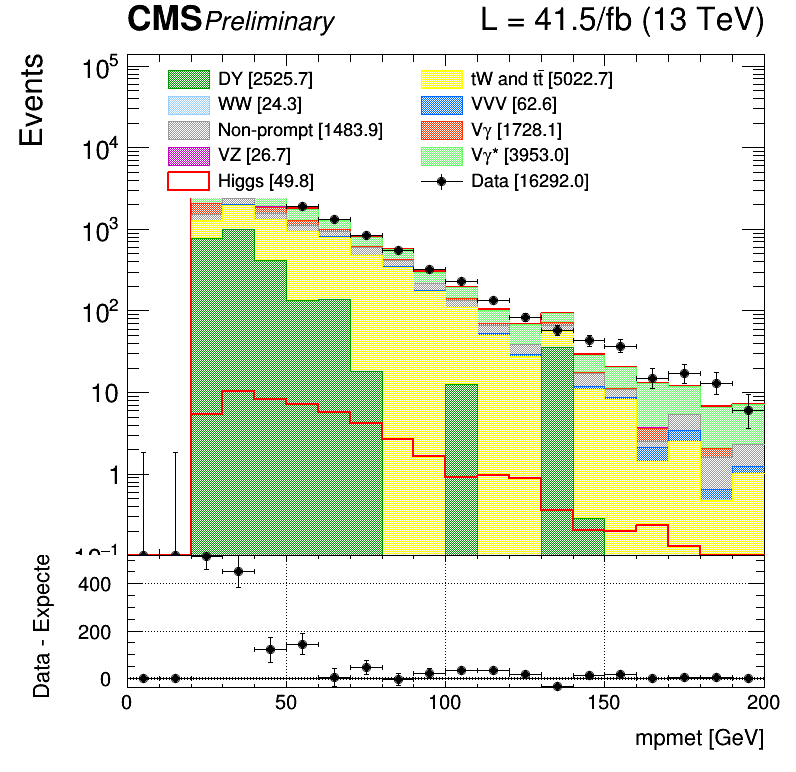 CMS Preliminary L = 41.5/fb (13 TeV)
Events
10⁵
10⁴
10³
10²
10
1
DY [2525.7] tW and tt̄ [5022.7]
WW [24.3] VVV [62.6]
Non-prompt [1483.9] Vγ [1728.1]
VZ [26.7] Vγ* [3953.0]
Higgs [49.8] Data [16292.0]
10⁻¹
Data - Expecte
400
200
0
0 50 100 150 200
mpmet [GeV]